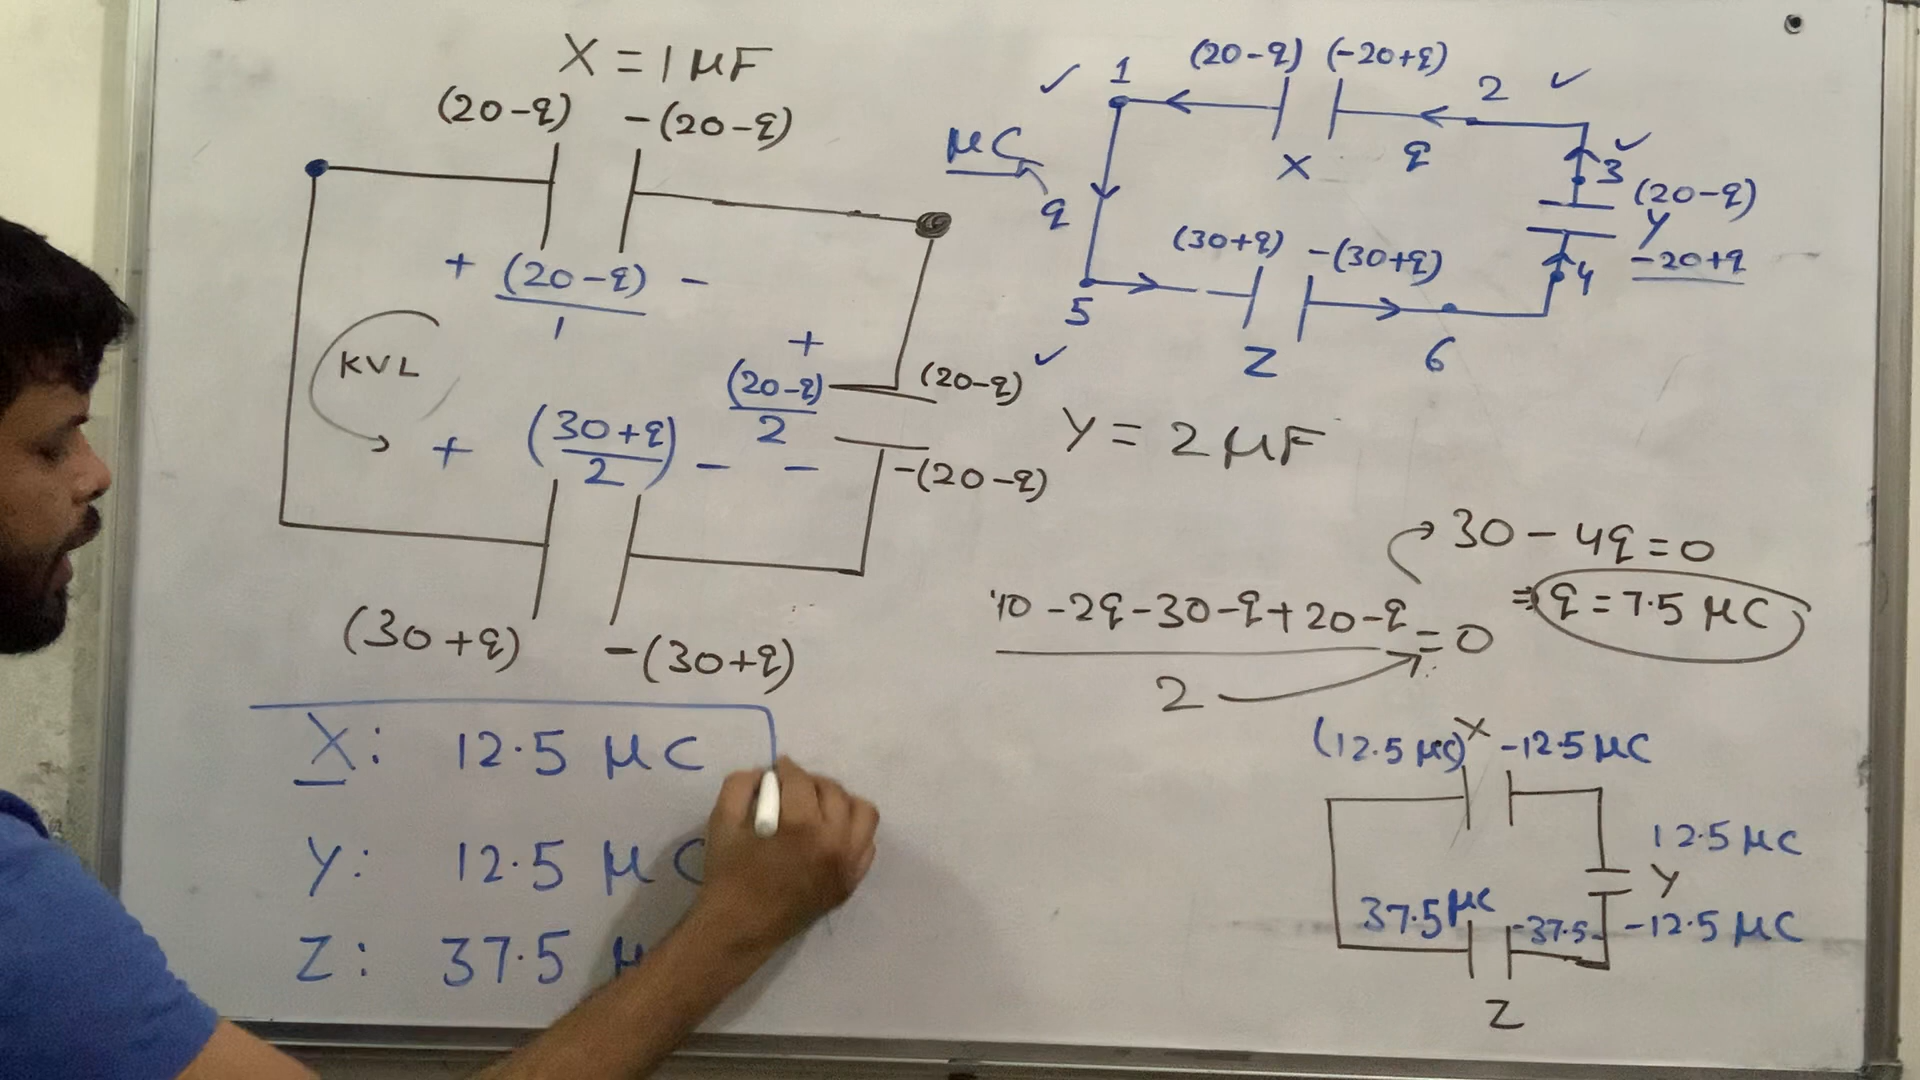 X = 1 μF
(20-q) -(20-q)
+ (20-q) -
1
KVL
+
(20-q)
2
-
(20-q)
-(20-q)
+ (30+q) -
2
(30+q) -(30+q)
Y = 2 μF
1 (20-q) (-20+q) 2
X q
μC
q
3
(20-q)
Y
-20+q
4
(30+q) -(30+q)
5 Z 6
30 - 4q = 0
40 - 2q - 30 - q + 20 - q = 0
2
⇒ q = 7.5 μC
X: 12.5 μC
Y: 12.5 μC
Z: 37.5 μ
(12.5 μC) X -12.5 μC
12.5 μC
Y
37.5 μC -37.5 -12.5 μC
Z